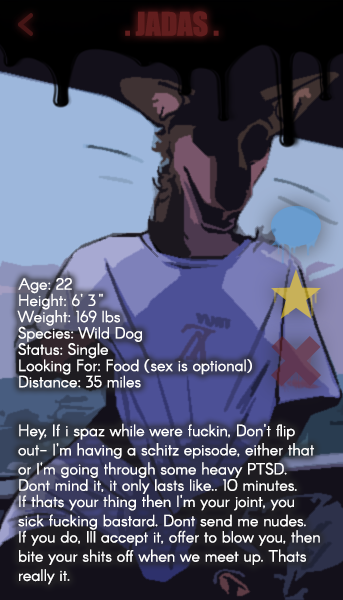 . JADAS .
Age: 22
Height: 6' 3"
Weight: 169 lbs
Species: Wild Dog
Status: Single
Looking For: Food (sex is optional)
Distance: 35 miles
Hey, If i spaz while were fuckin, Don't flip
out- I'm having a schitz episode, either that
or I'm going through some heavy PTSD.
Dont mind it, it only lasts like.. 10 minutes.
If thats your thing then I'm your joint, you
sick fucking bastard. Dont send me nudes.
If you do, Ill accept it, offer to blow you, then
bite your shits off when we meet up. Thats
really it.